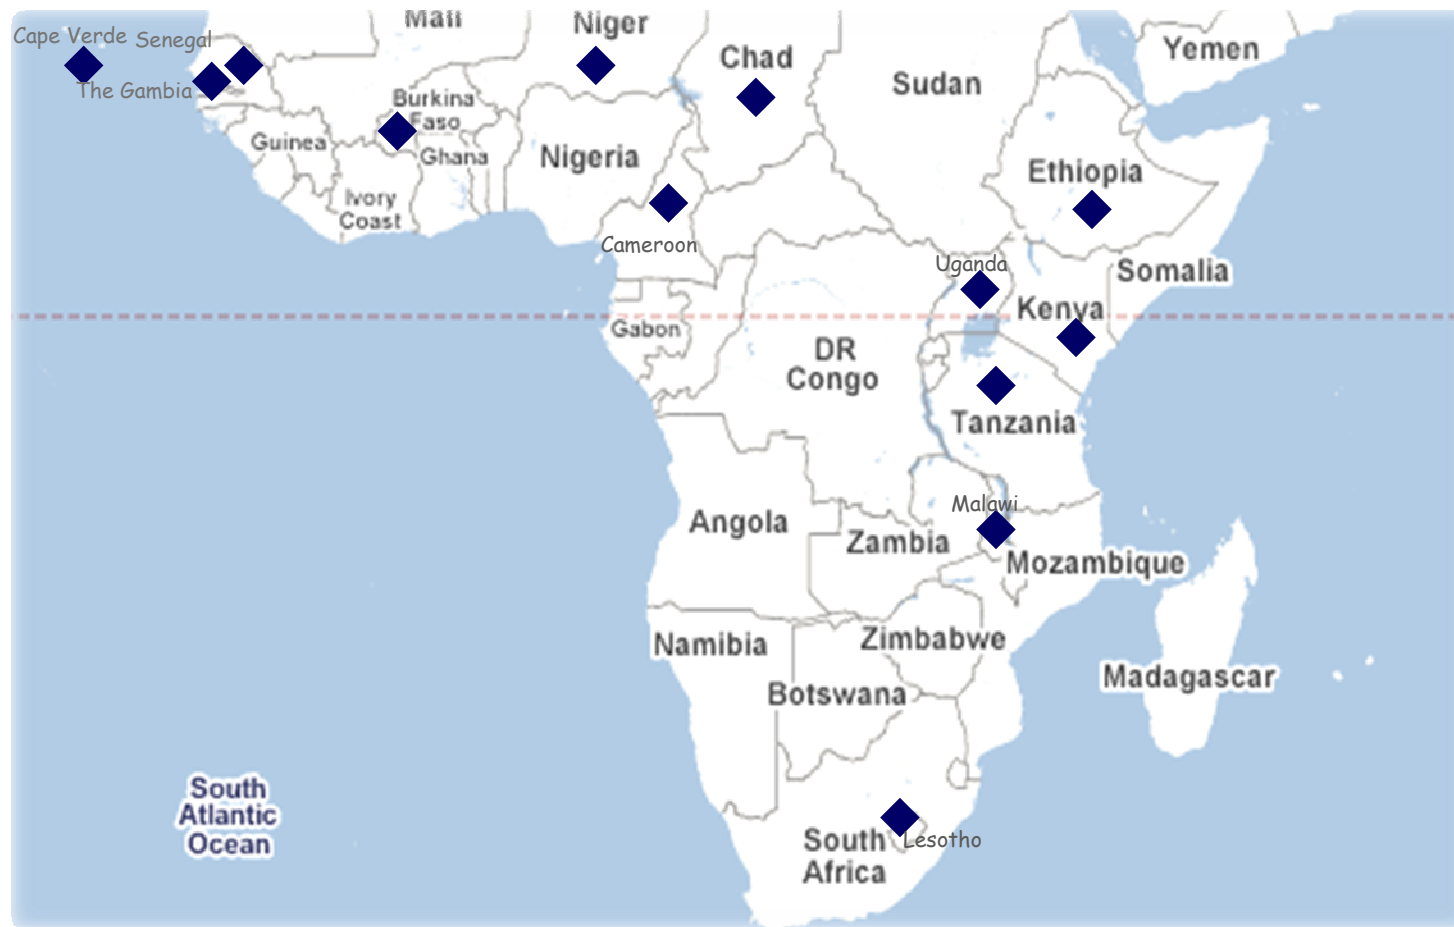 Mali
Niger
Cape Verde
Senegal
Yemen
Chad
Sudan
The Gambia
Burkina
Faso
Guinea
Ghana
Nigeria
Ethiopia
Ivory
Coast
Cameroon
Uganda
Somalia
Kenya
Gabon
DR
Congo
Tanzania
Malawi
Angola
Zambia
Mozambique
Namibia
Zimbabwe
Madagascar
Botswana
South
Atlantic
Ocean
South
Africa
Lesotho